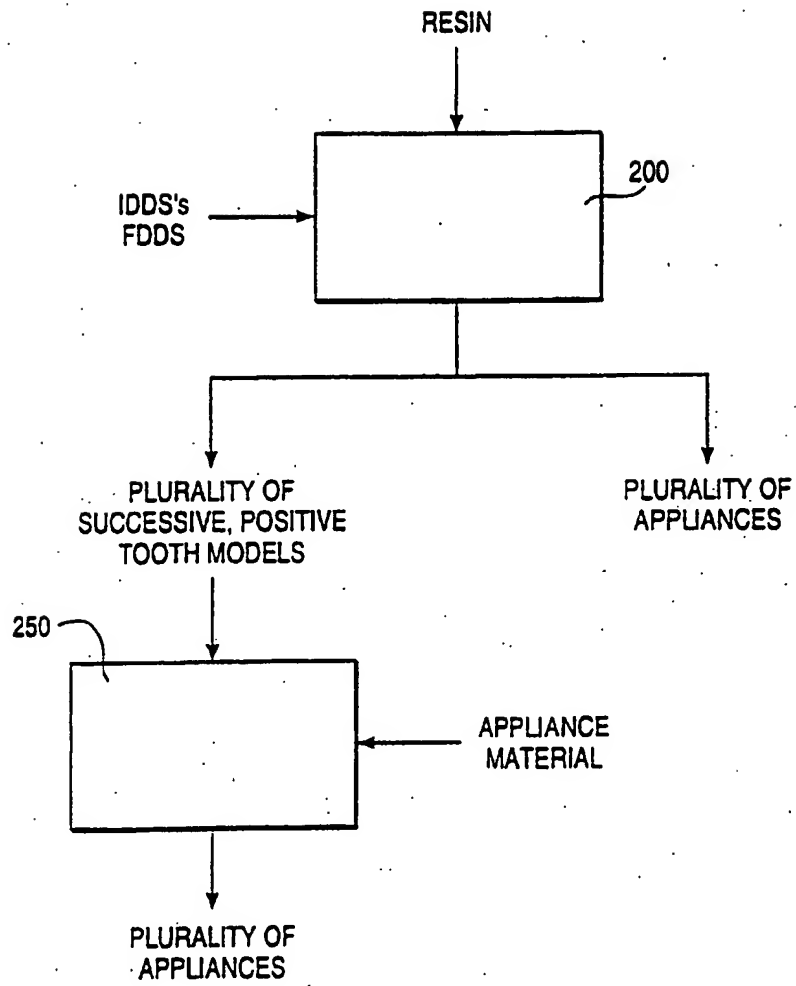 RESIN
200
IDDS's
FDDS
PLURALITY OF
SUCCESSIVE, POSITIVE
TOOTH MODELS
PLURALITY OF
APPLIANCES
250
APPLIANCE
MATERIAL
PLURALITY OF
APPLIANCES